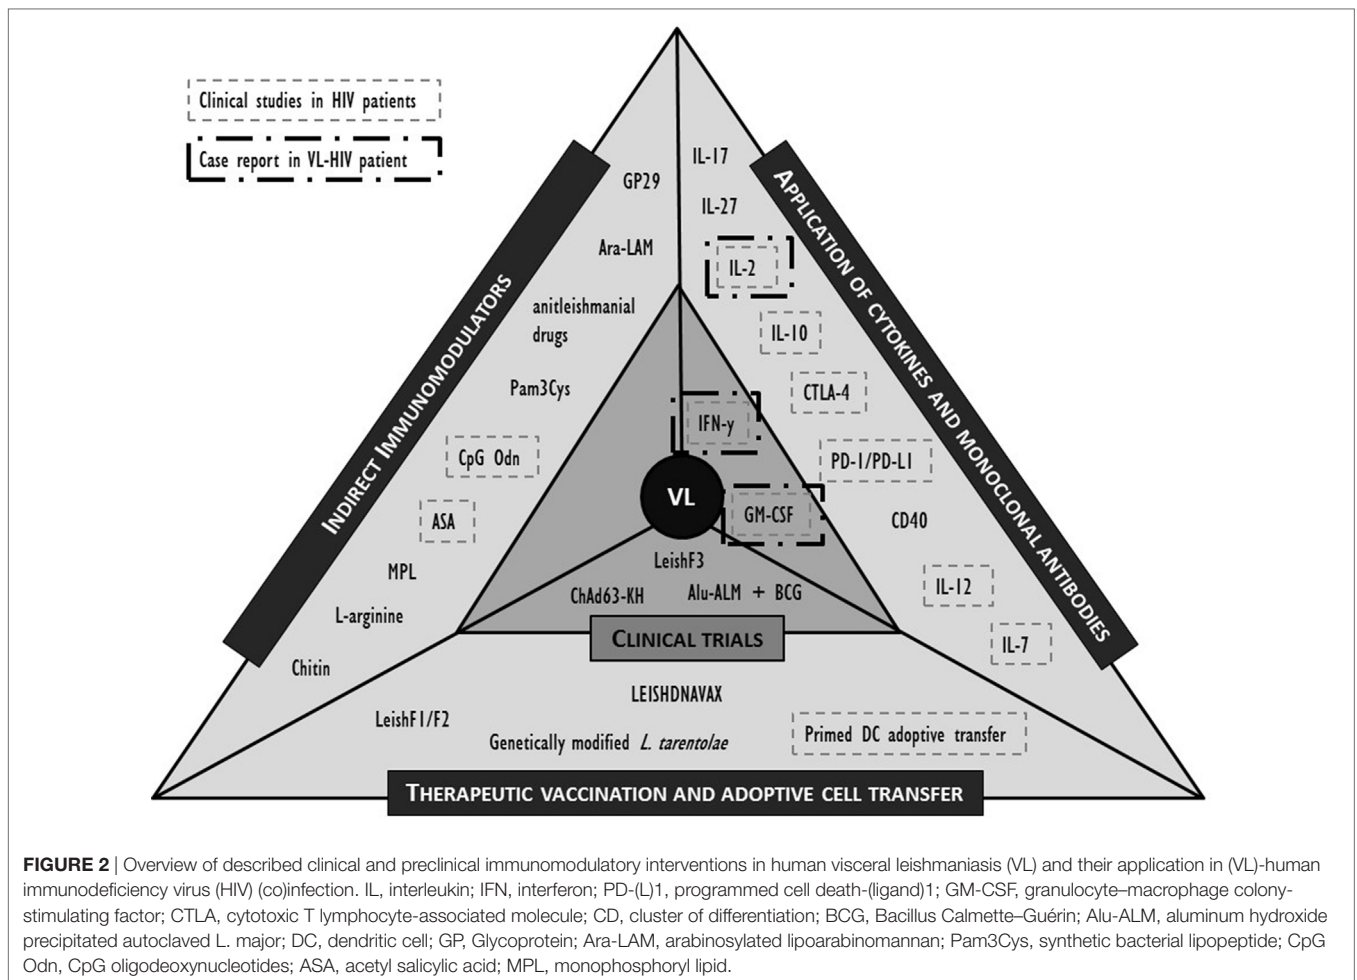 Clinical studies in HIV patients
Case report in VL-HIV patient
INDIRECT IMMUNOMODULATORS
GP29
Ara-LAM
anitleishmanial
drugs
Pam3Cys
CpG Odn
ASA
MPL
L-arginine
Chitin
APPLICATION OF CYTOKINES AND MONOCLONAL ANTIBODIES
IL-17
IL-27
IL-2
IL-10
CTLA-4
PD-1/PD-L1
CD40
IL-12
IL-7
IFN-y
VL
GM-CSF
LeishF3
ChAd63-KH
Alu-ALM + BCG
CLINICAL TRIALS
LEISHDNAVAX
LeishF1/F2
Genetically modified L. tarentolae
Primed DC adoptive transfer
THERAPEUTIC VACCINATION AND ADOPTIVE CELL TRANSFER
FIGURE 2 | Overview of described clinical and preclinical immunomodulatory interventions in human visceral leishmaniasis (VL) and their application in (VL)-human
immunodeficiency virus (HIV) (co)infection. IL, interleukin; IFN, interferon; PD-(L)1, programmed cell death-(ligand)1; GM-CSF, granulocyte–macrophage colony-
stimulating factor; CTLA, cytotoxic T lymphocyte-associated molecule; CD, cluster of differentiation; BCG, Bacillus Calmette–Guérin; Alu-ALM, aluminum hydroxide
precipitated autoclaved L. major; DC, dendritic cell; GP, Glycoprotein; Ara-LAM, arabinosylated lipoarabinomannan; Pam3Cys, synthetic bacterial lipopeptide; CpG
Odn, CpG oligodeoxynucleotides; ASA, acetyl salicylic acid; MPL, monophosphoryl lipid.